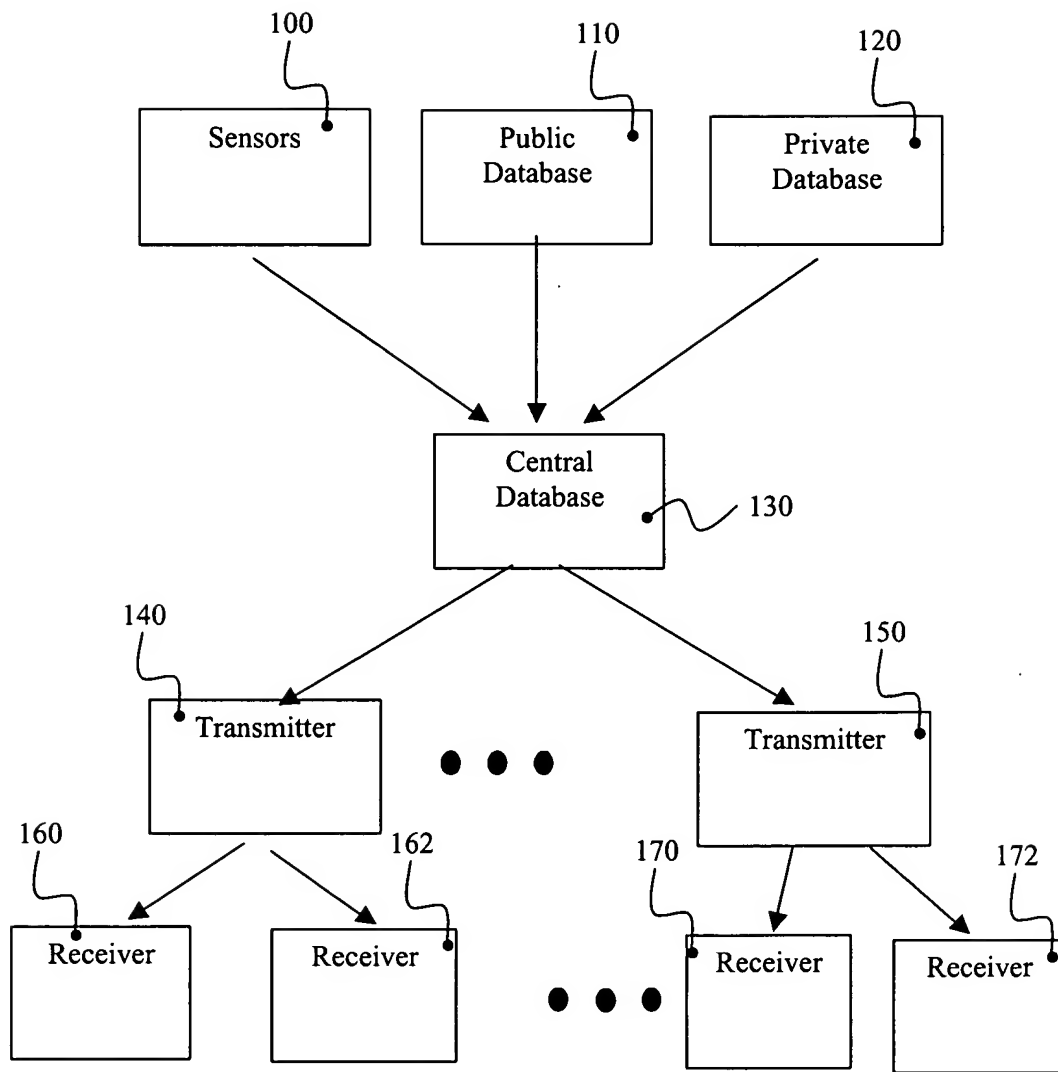 100
110
120
Sensors
Public
Database
Private
Database
Central
Database
130
140
150
Transmitter
Transmitter
160
162
170
172
Receiver
Receiver
Receiver
Receiver